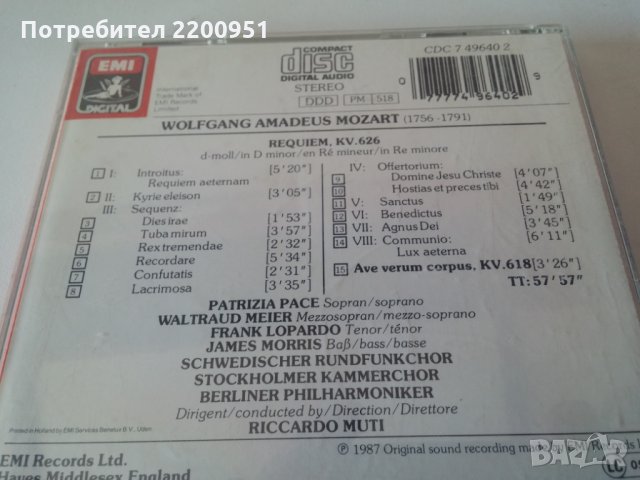 Потребител 2200951
EMI
DIGITAL
International
Trade Mark of
EMI Records
Limited
COMPACT
disc
DIGITAL AUDIO
STEREO
DDD PM 518
CDC 7 49640 2
0 77774 96402 9
WOLFGANG AMADEUS MOZART (1756-1791)
REQUIEM, KV.626
d-moll/in D minor/en Ré mineur/in Re minore
1 I: Introitus: [5'20"]
Requiem aeternam
2 II: Kyrie eleison [3'05"]
III: Sequenz:
3 Dies irae [1'53"]
4 Tuba mirum [3'57"]
5 Rex tremendae [2'32"]
6 Recordare [5'34"]
7 Confutatis [2'31"]
8 Lacrimosa [3'35"]
IV: Offertorium:
9 Domine Jesu Christe [4'07"]
10 Hostias et preces tibi [4'42"]
11 V: Sanctus [1'49"]
12 VI: Benedictus [5'18"]
13 VII: Agnus Dei [3'45"]
14 VIII: Communio: [6'11"]
Lux aeterna
15 Ave verum corpus, KV.618 [3'26"]
TT: 57'57"
PATRIZIA PACE Sopran/soprano
WALTRAUD MEIER Mezzosopran/mezzo-soprano
FRANK LOPARDO Tenor/ténor
JAMES MORRIS Baß/bass/basse
SCHWEDISCHER RUNDFUNKCHOR
STOCKHOLMER KAMMERCHOR
BERLINER PHILHARMONIKER
Dirigent/conducted by/Direction/Direttore
RICCARDO MUTI
Printed in Holland by EMI Services Benelux B.V., Uden
℗ 1987 Original sound recording made by EMI Records
EMI Records Ltd.
Hayes Middlesex England
LC
BAZAR